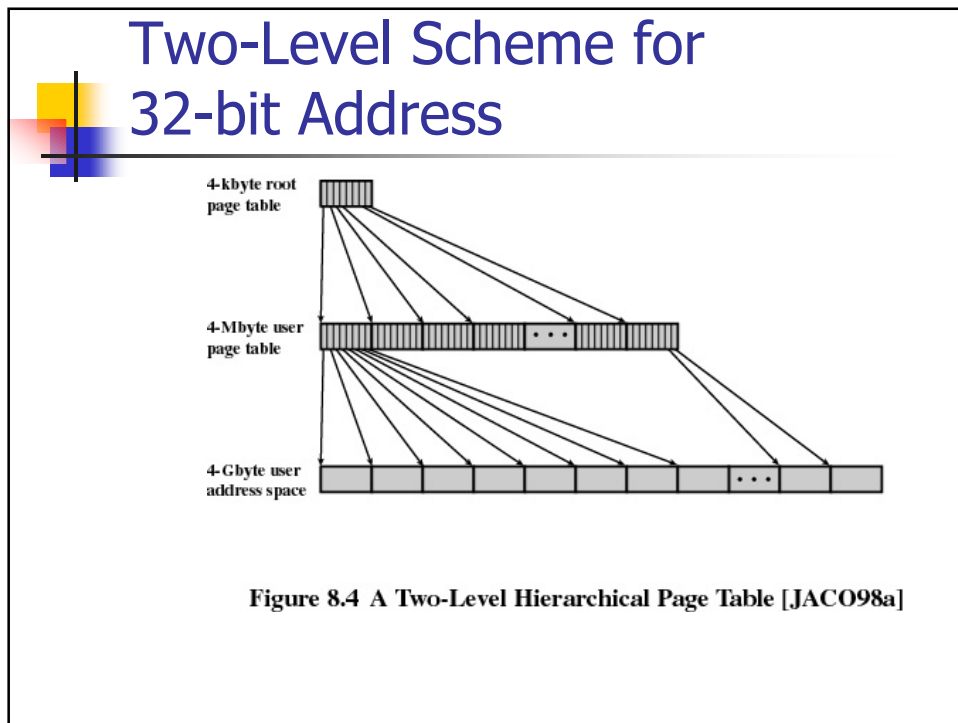 Two-Level Scheme for
32-bit Address
4-kbyte root
page table
4-Mbyte user
page table
• • •
4-Gbyte user
address space
• • •
Figure 8.4 A Two-Level Hierarchical Page Table [JACO98a]